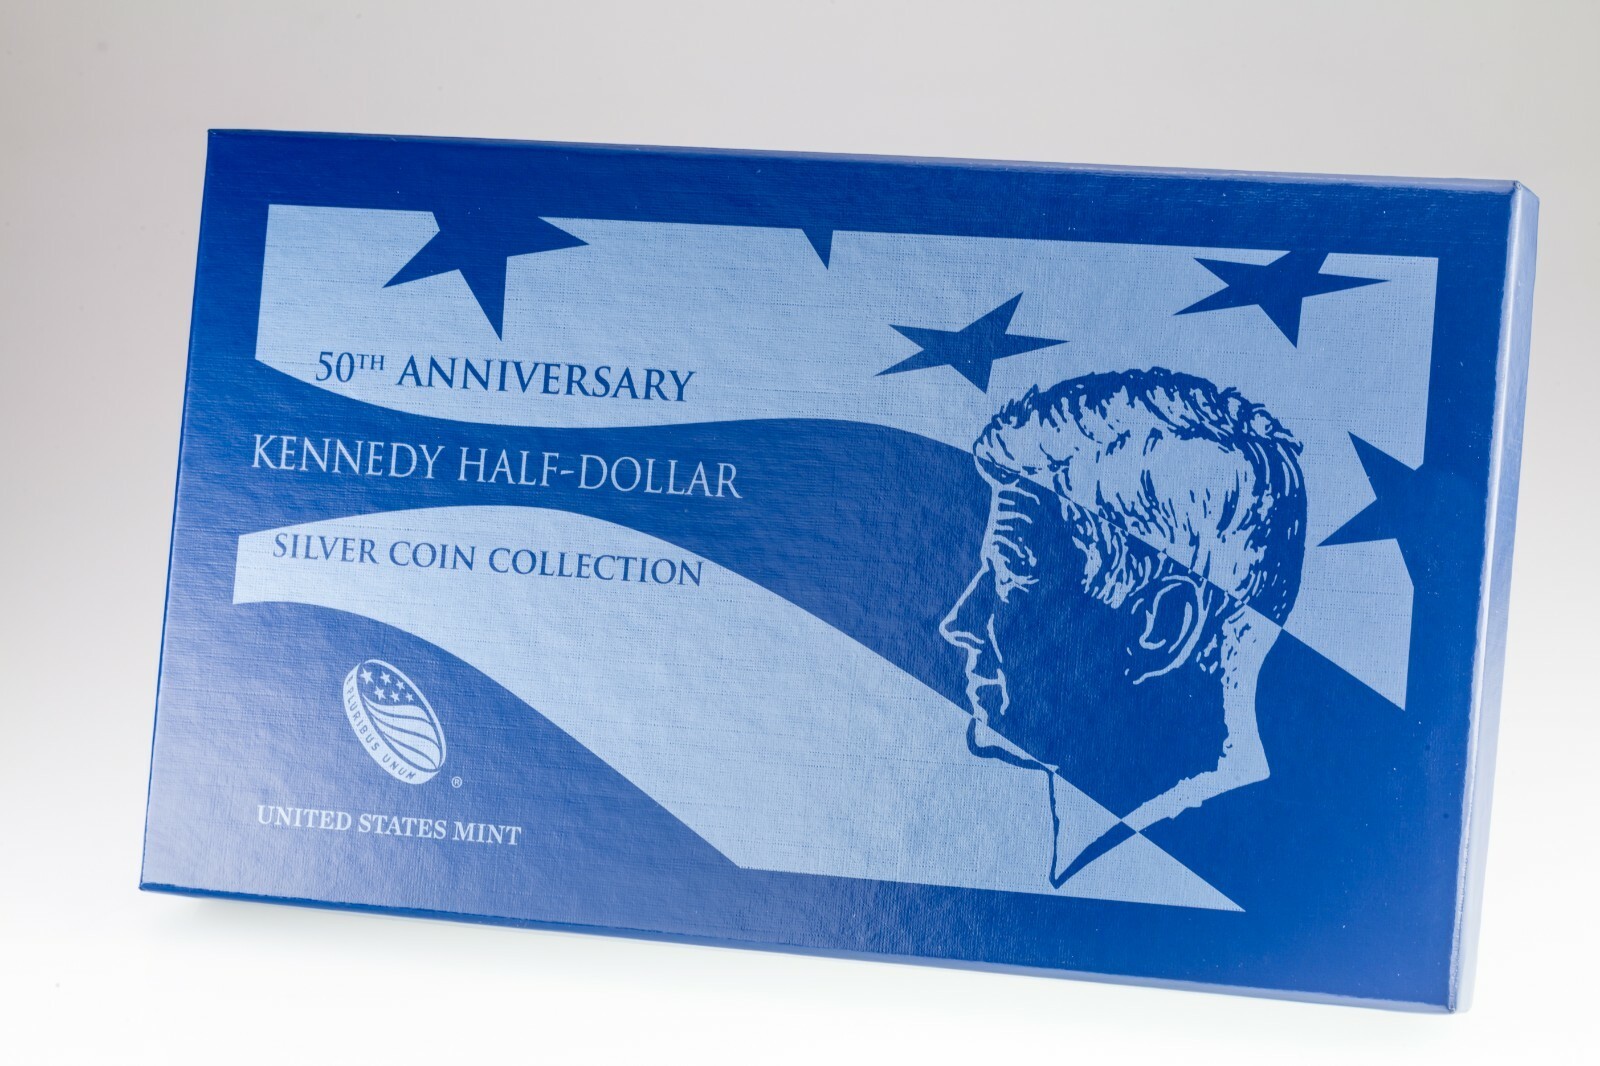 50TH ANNIVERSARY
KENNEDY HALF-DOLLAR
SILVER COIN COLLECTION
E PLURIBUS UNUM
®
UNITED STATES MINT